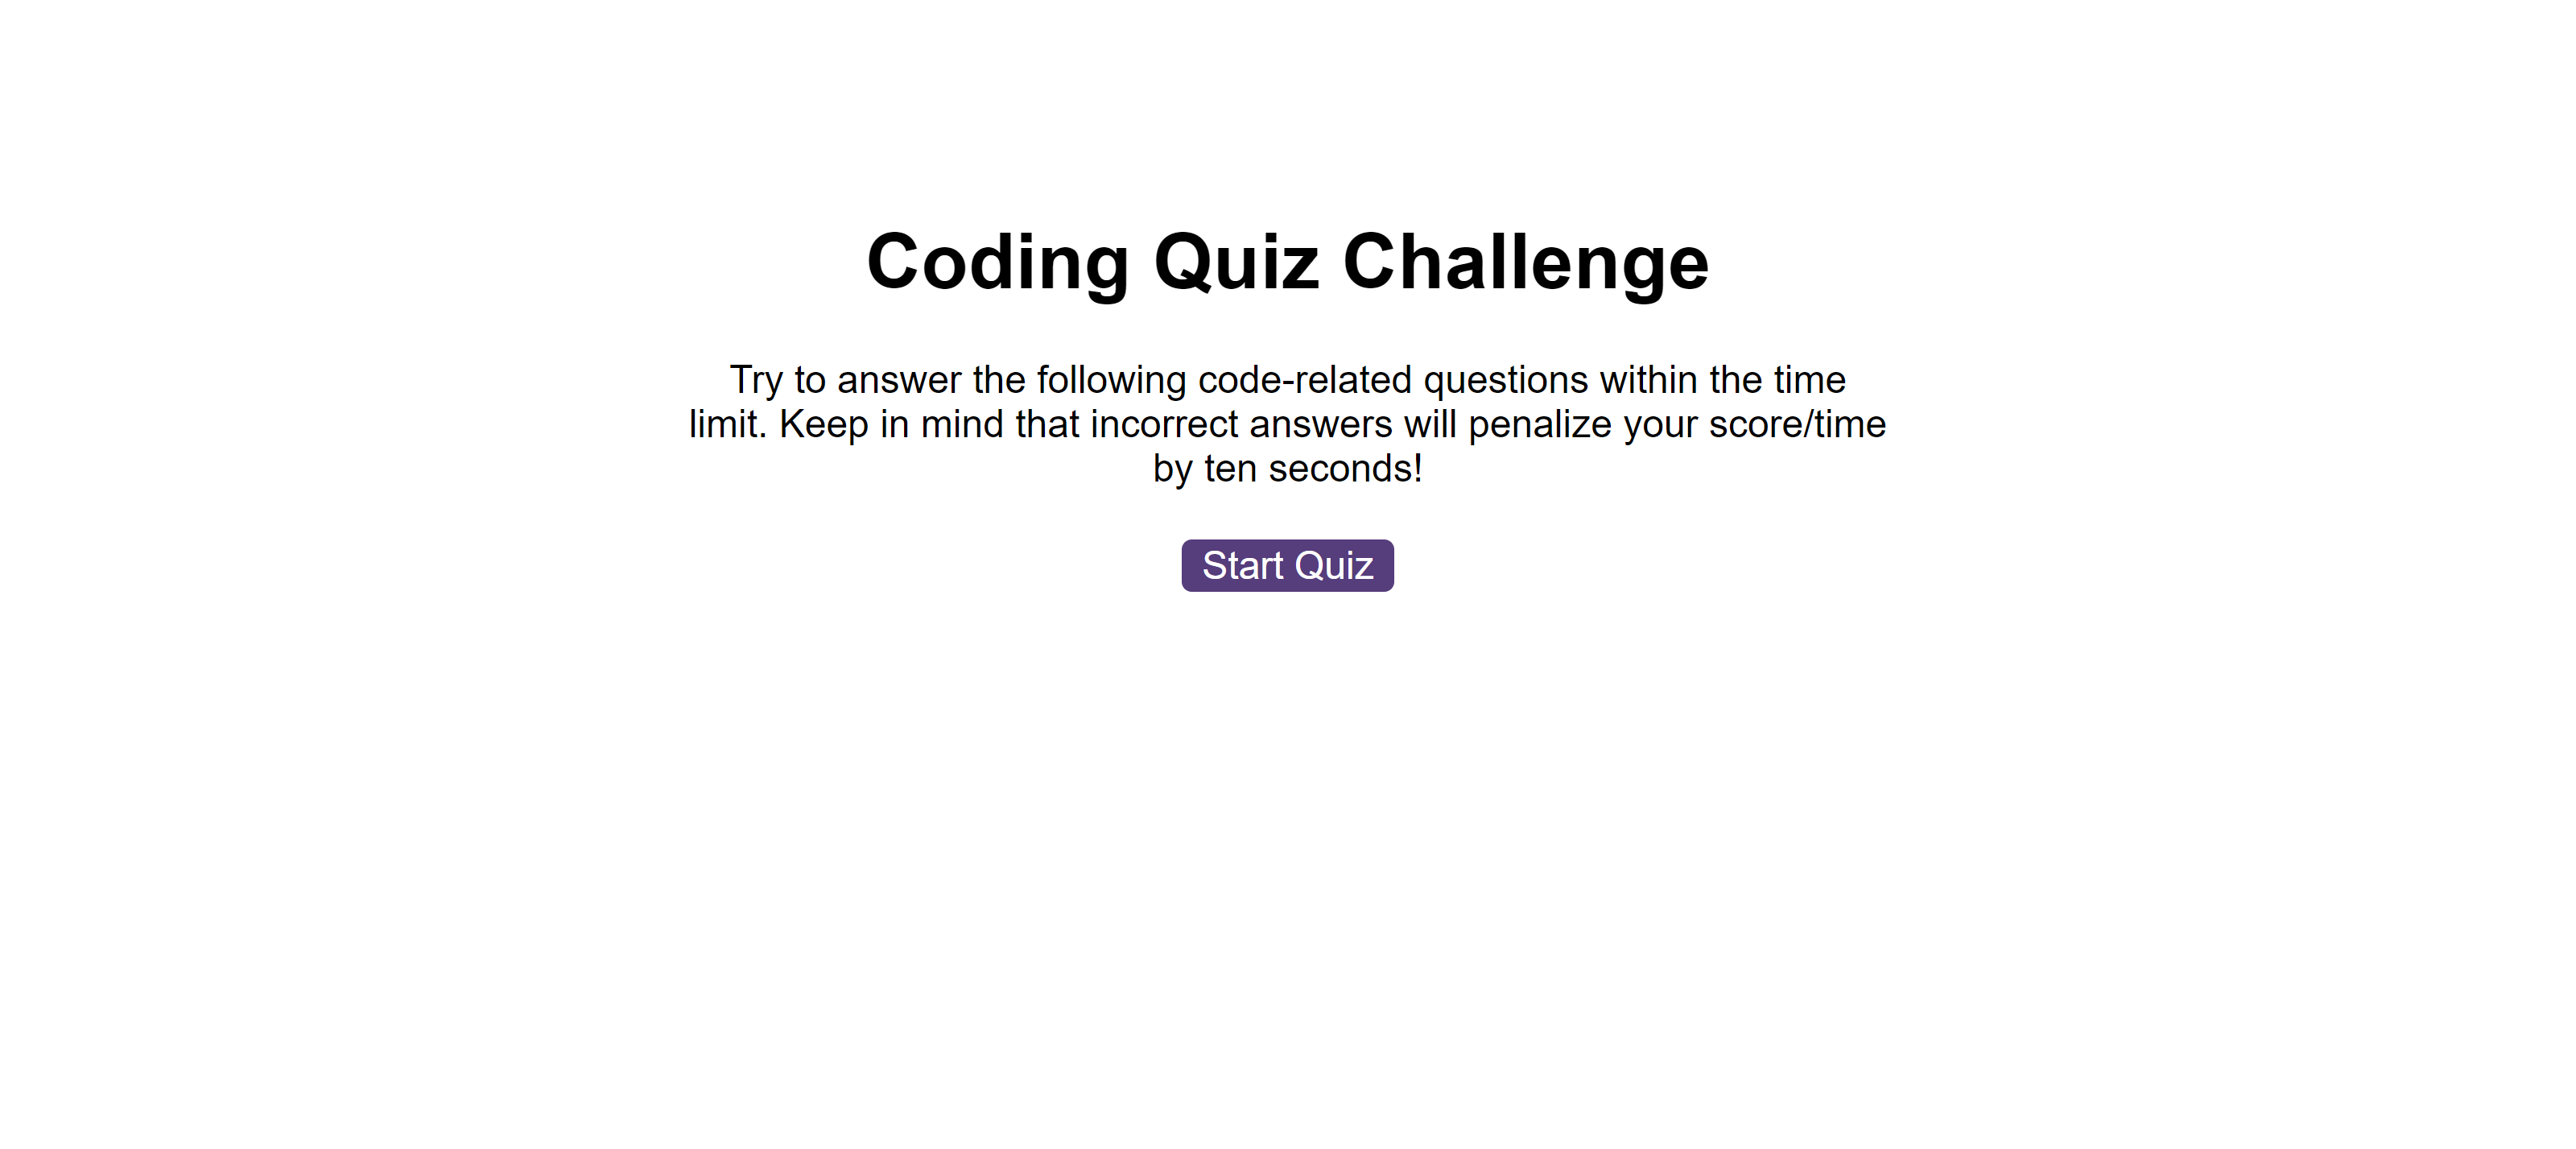 Coding Quiz Challenge
Try to answer the following code-related questions within the time
limit. Keep in mind that incorrect answers will penalize your score/time
by ten seconds!
Start Quiz